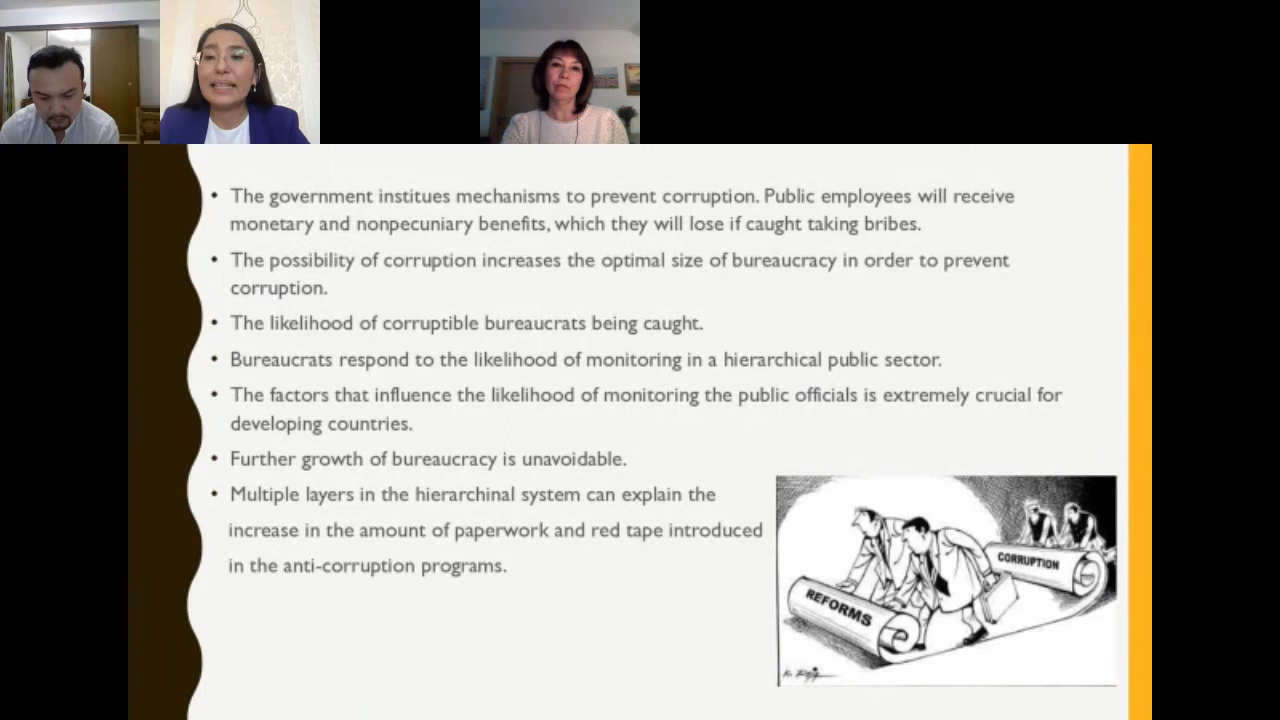 • The government institues mechanisms to prevent corruption. Public employees will receive
monetary and nonpecuniary benefits, which they will lose if caught taking bribes.
• The possibility of corruption increases the optimal size of bureaucracy in order to prevent
corruption.
• The likelihood of corruptible bureaucrats being caught.
• Bureaucrats respond to the likelihood of monitoring in a hierarchical public sector.
• The factors that influence the likelihood of monitoring the public officials is extremely crucial for
developing countries.
• Further growth of bureaucracy is unavoidable.
• Multiple layers in the hierarchinal system can explain the
increase in the amount of paperwork and red tape introduced
in the anti-corruption programs.
CORRUPTION
REFORMS